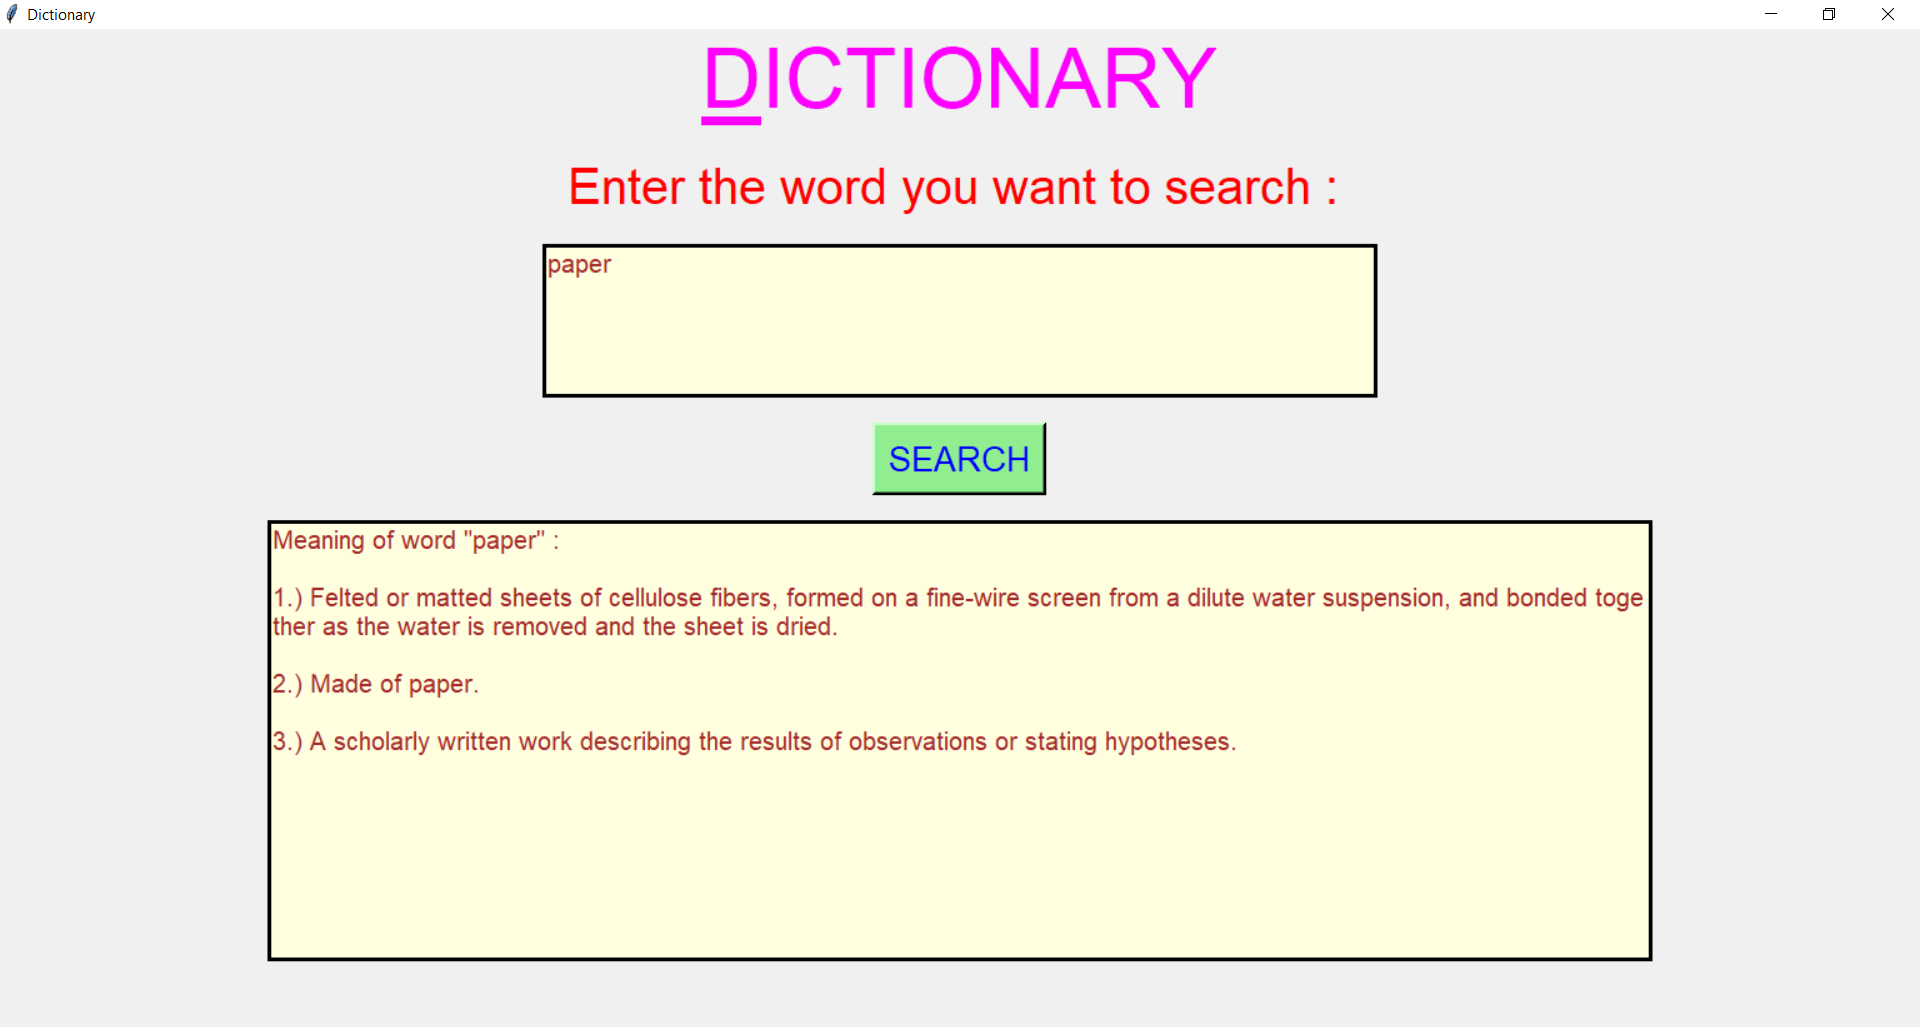 Dictionary
DICTIONARY
Enter the word you want to search :
paper
SEARCH
Meaning of word "paper" :
1.) Felted or matted sheets of cellulose fibers, formed on a fine-wire screen from a dilute water suspension, and bonded toge
ther as the water is removed and the sheet is dried.
2.) Made of paper.
3.) A scholarly written work describing the results of observations or stating hypotheses.